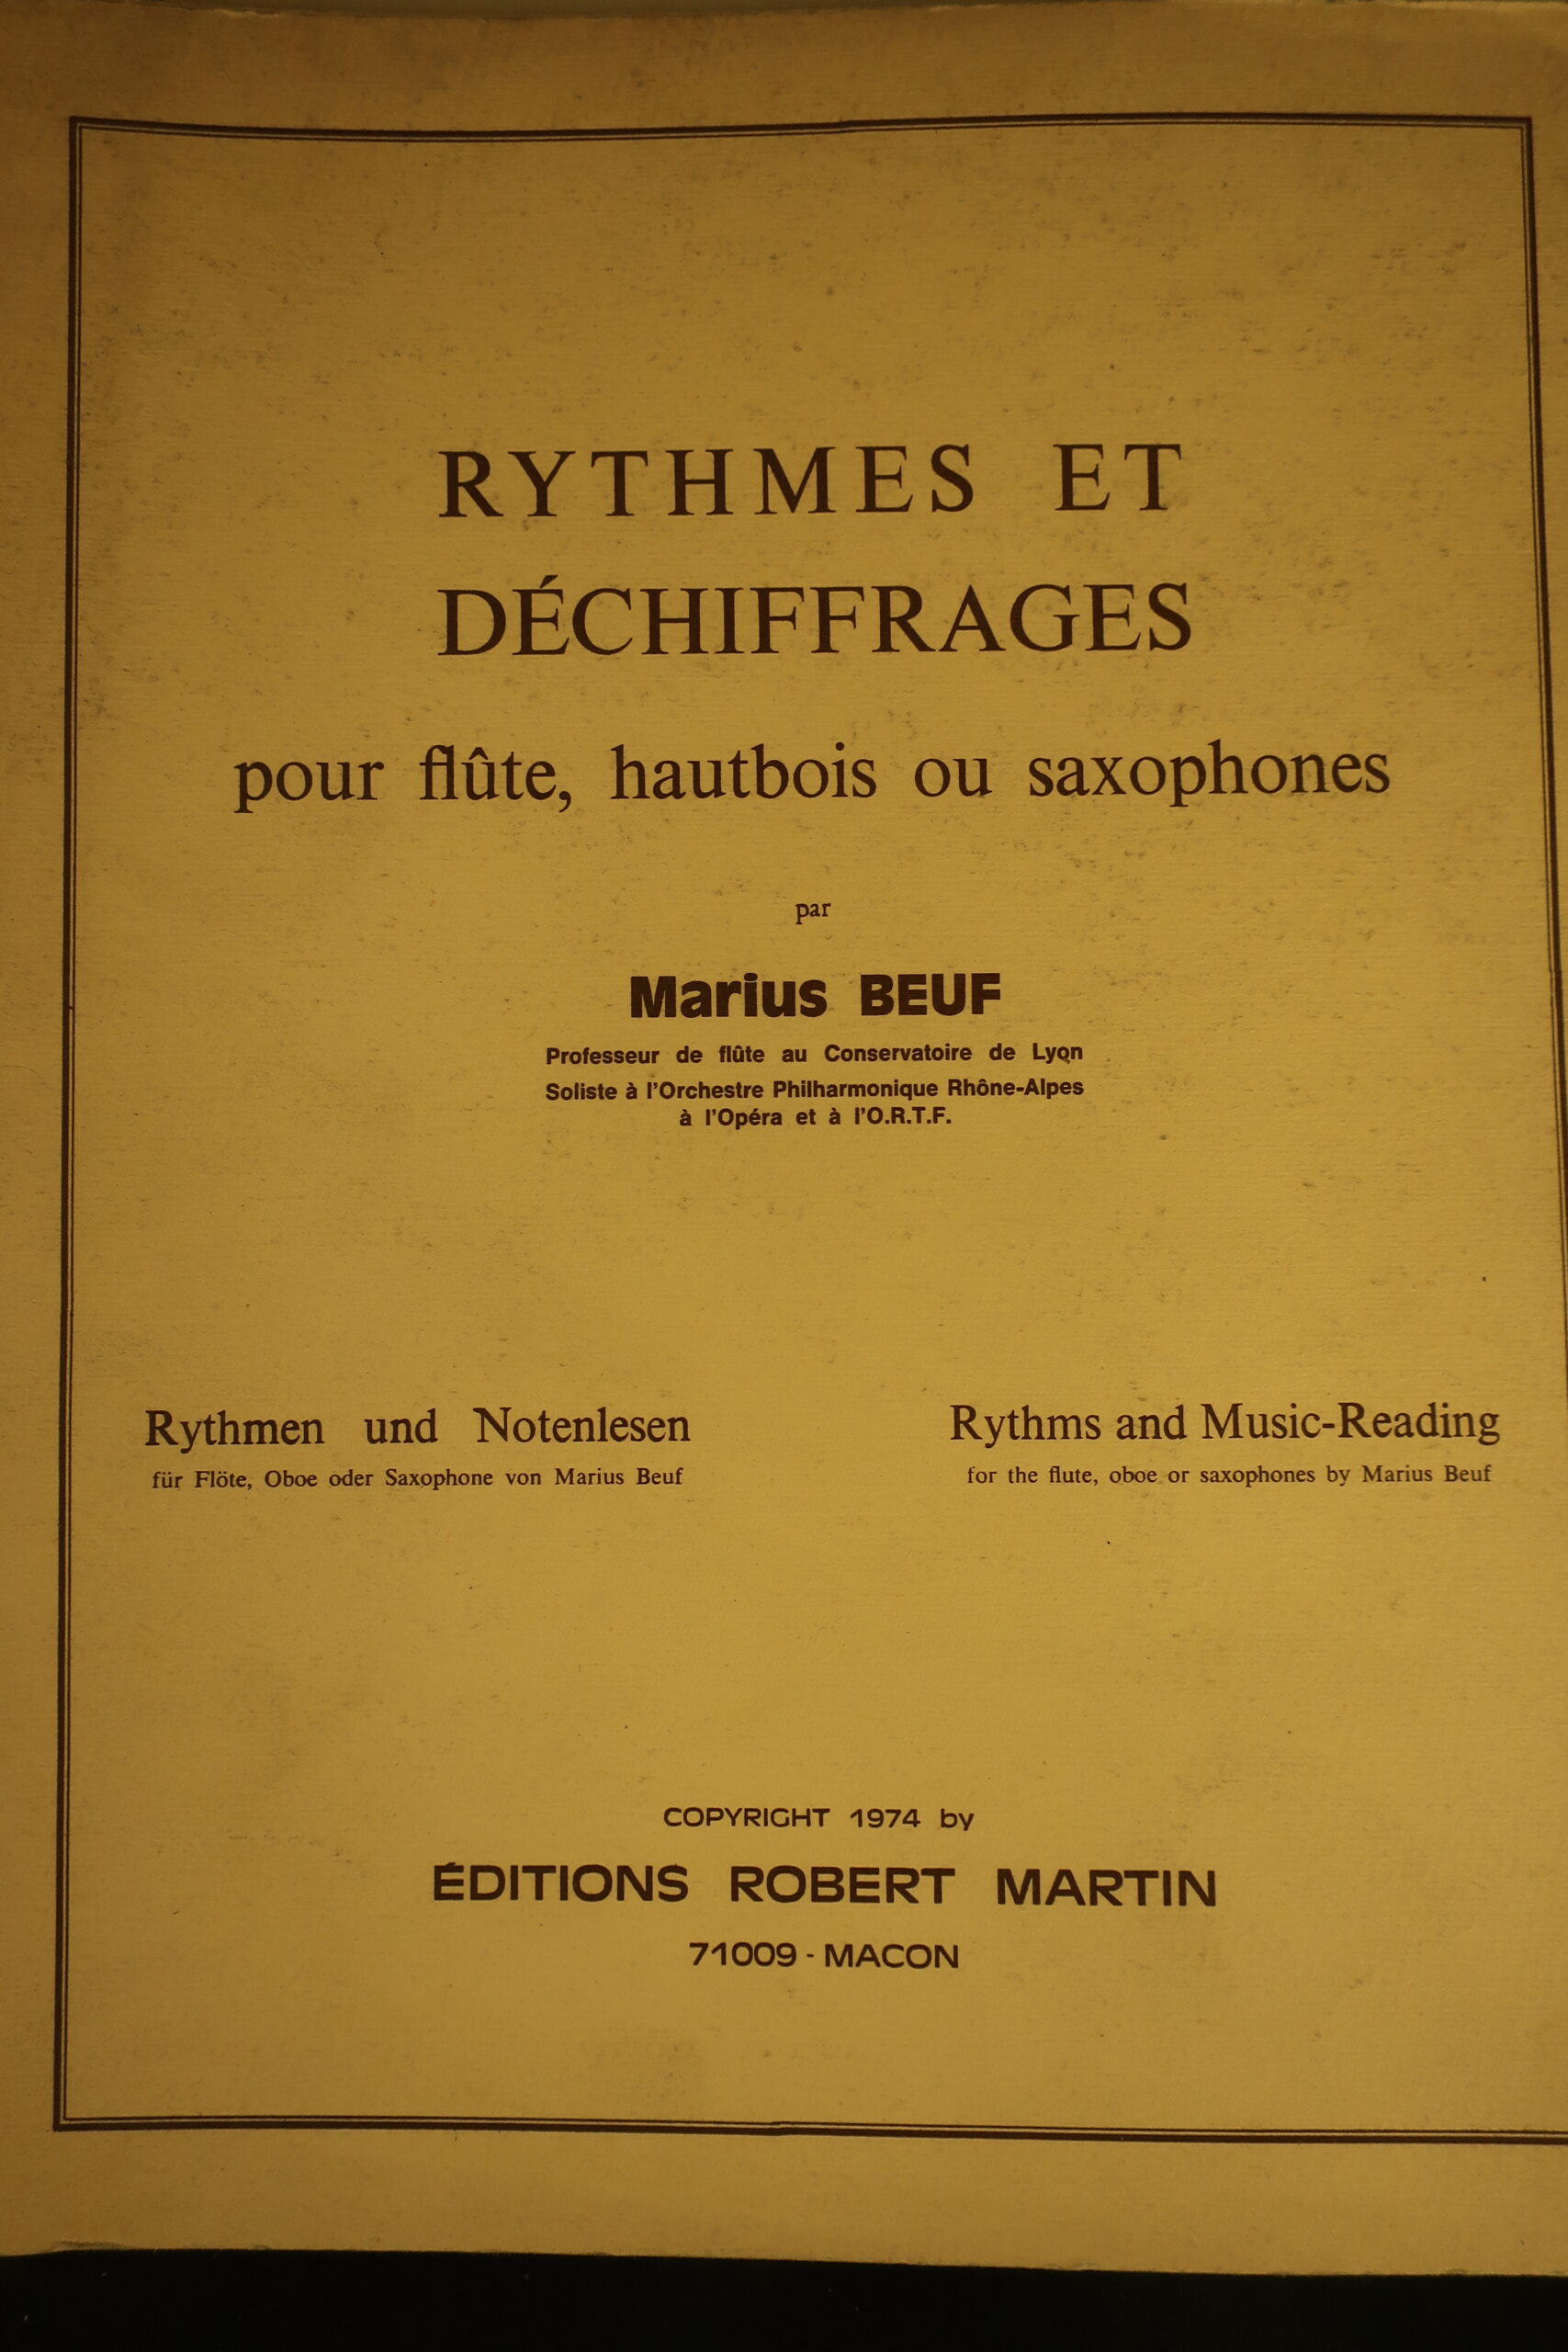 RYTHMES ET
DÉCHIFFRAGES
pour flûte, hautbois ou saxophones
par
Marius BEUF
Professeur de flûte au Conservatoire de Lyon
Soliste à l'Orchestre Philharmonique Rhône-Alpes
à l'Opéra et à l'O.R.T.F.
Rythmen und Notenlesen
für Flöte, Oboe oder Saxophone von Marius Beuf
Rythms and Music-Reading
for the flute, oboe or saxophones by Marius Beuf
COPYRIGHT 1974 by
ÉDITIONS ROBERT MARTIN
71009 - MACON